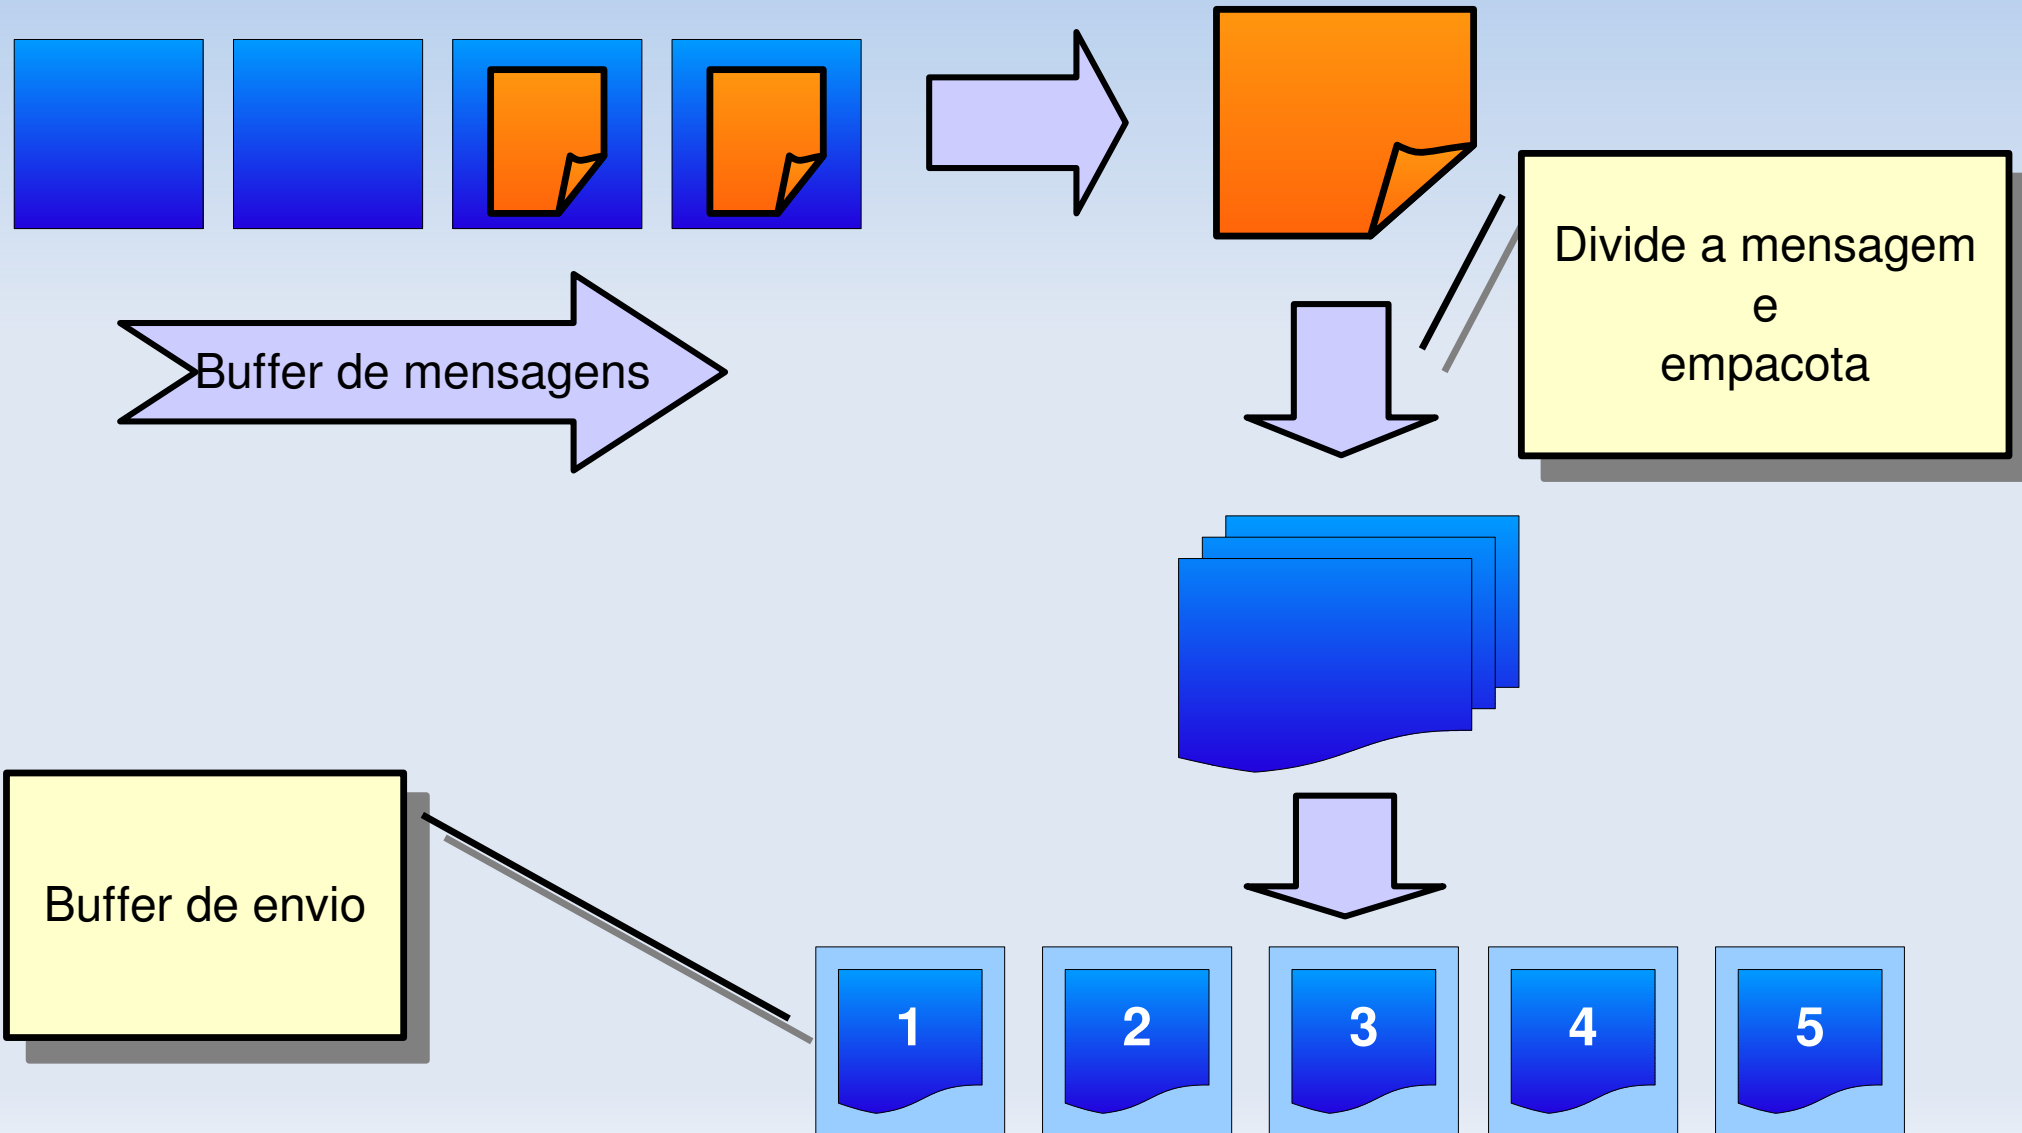 Divide a mensagem
e
empacota
Buffer de mensagens
Buffer de envio
1
2
3
4
5